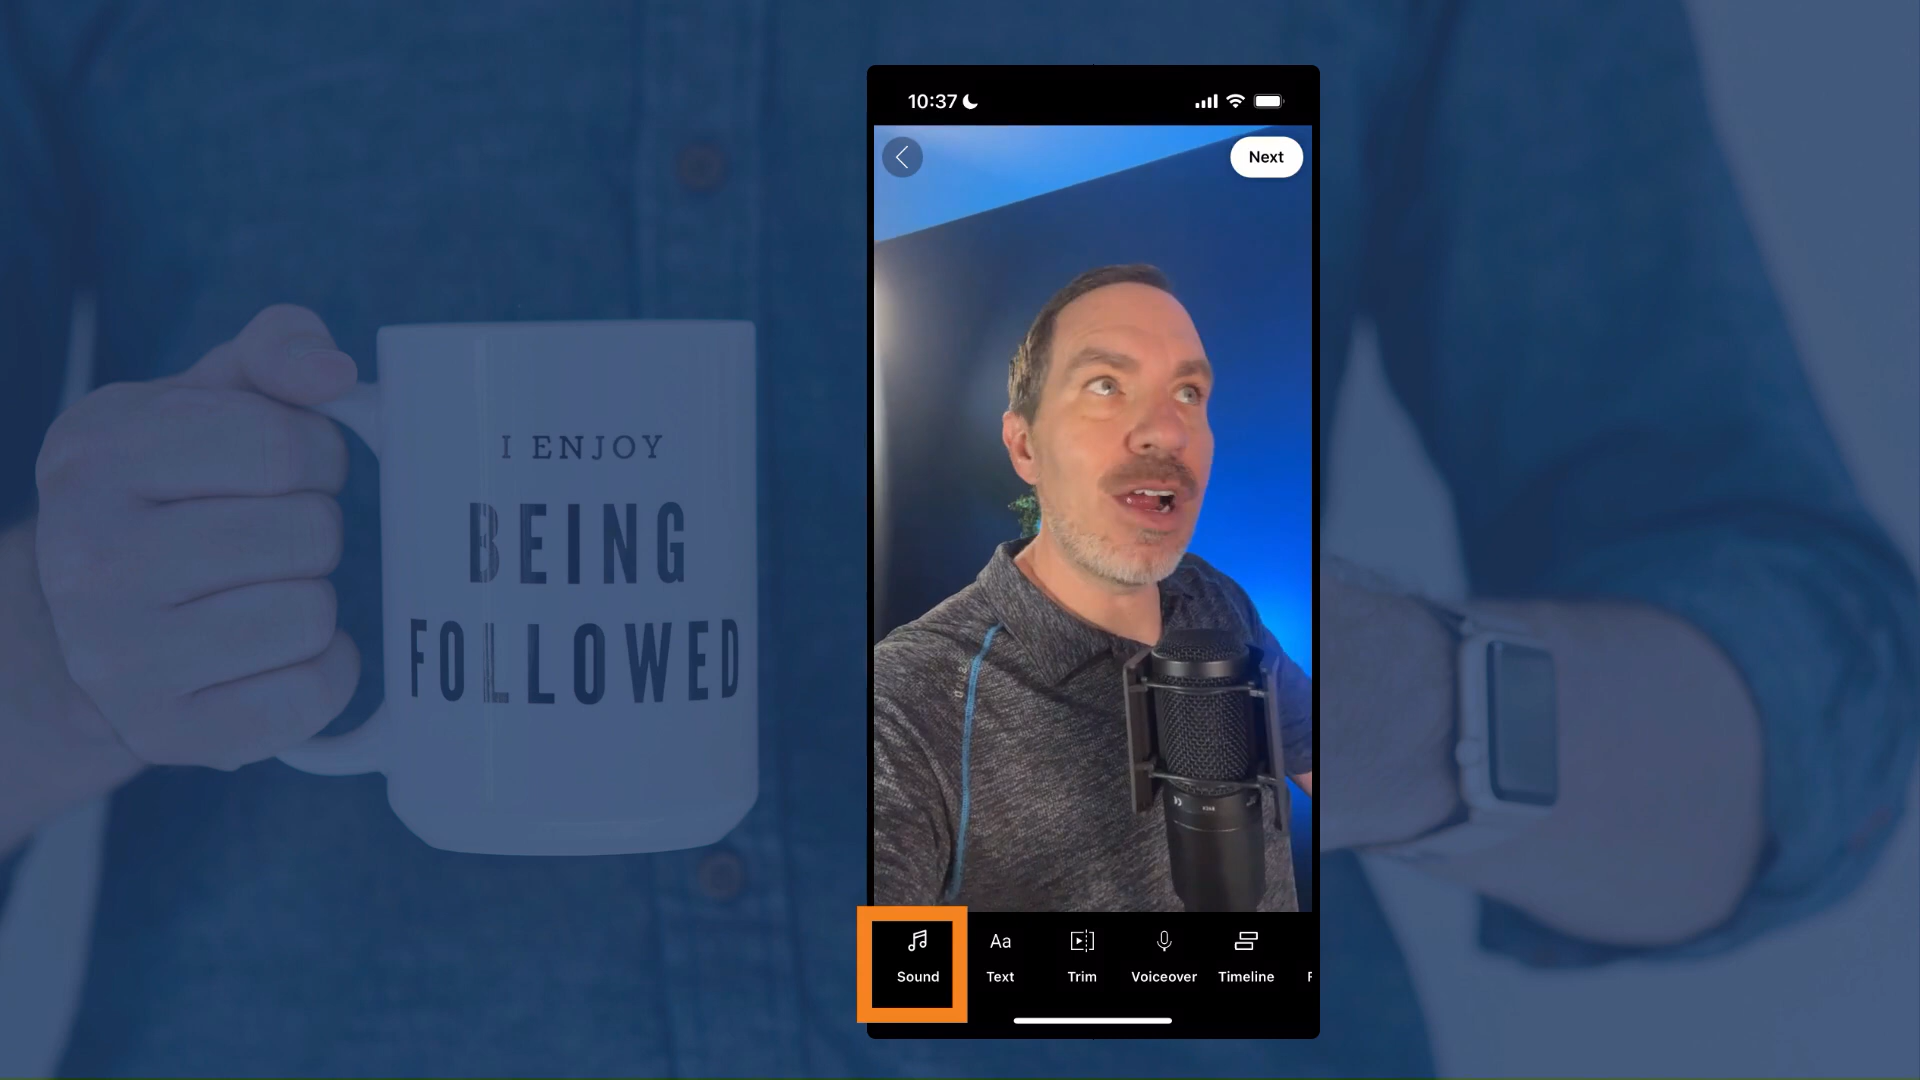 I ENJOY
BEING
FOLLOWED
10:37
Next
Sound
Aa
Text
Trim
Voiceover
Timeline
F